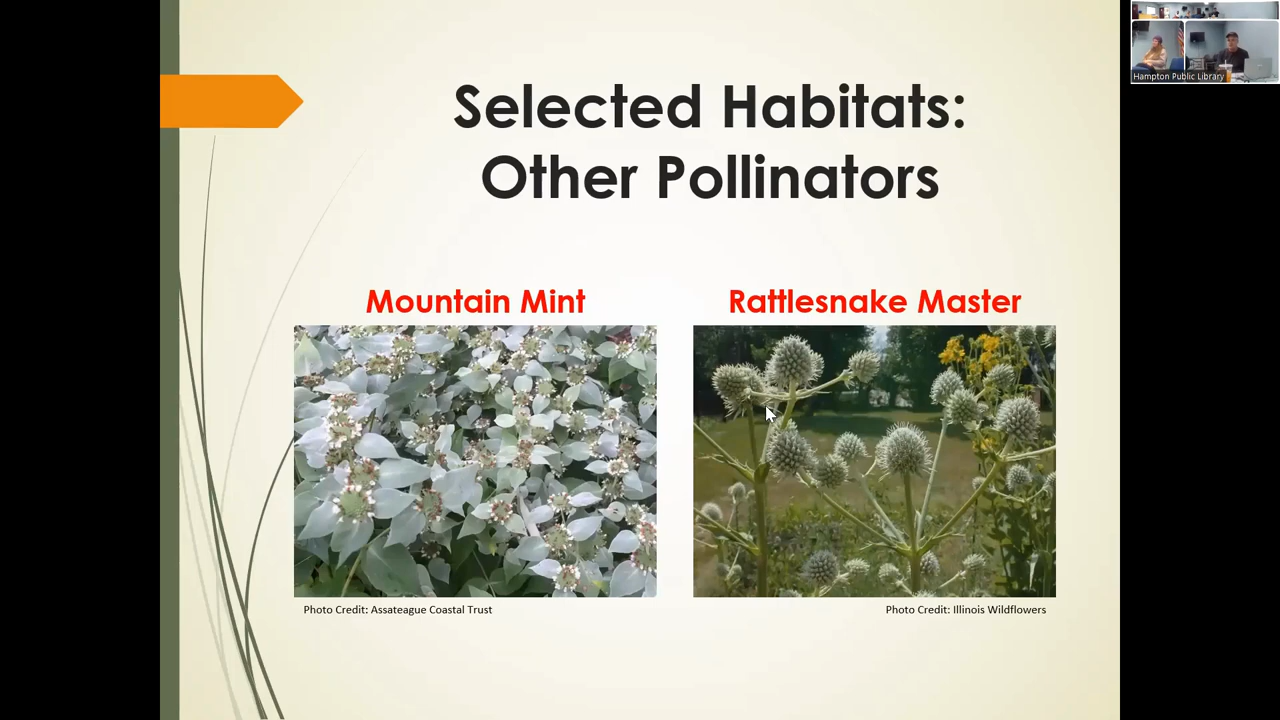 Selected Habitats:
Other Pollinators
Mountain Mint
Rattlesnake Master
Photo Credit: Assateague Coastal Trust
Photo Credit: Illinois Wildflowers
Hampton Public Library